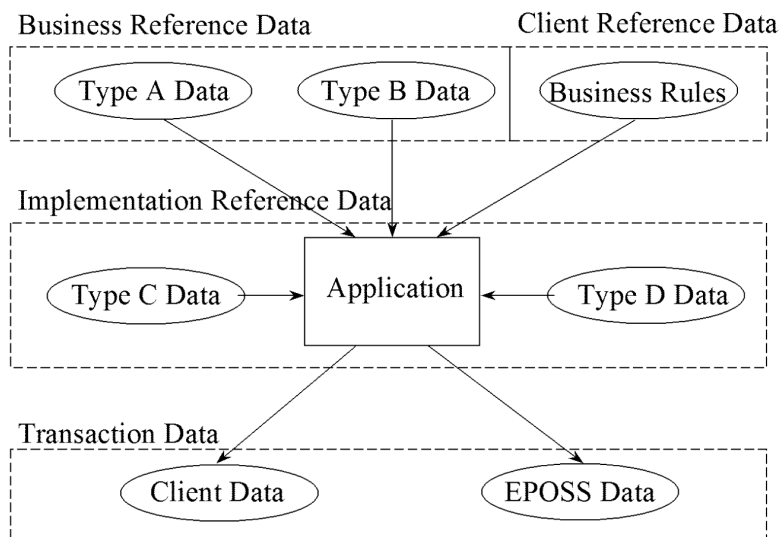 Business Reference Data
Client Reference Data
Type A Data
Type B Data
Business Rules
Implementation Reference Data
Type C Data
Application
Type D Data
Transaction Data
Client Data
EPOSS Data